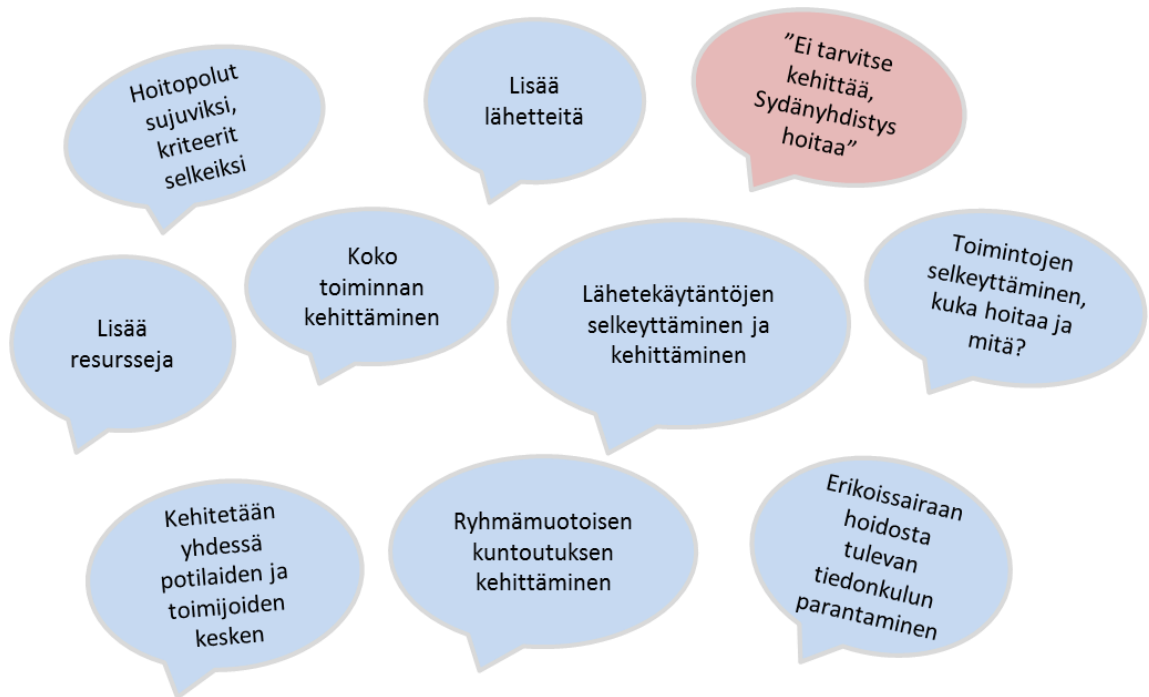 Hoitopolut
sujuviksi,
kriteerit
selkeiksi
Lisää
lähetteitä
”Ei tarvitse
kehittää,
Sydänyhdistys
hoitaa”
Lisää
resursseja
Koko
toiminnan
kehittäminen
Lähetekäytäntöjen
selkeyttäminen ja
kehittäminen
Toimintojen
selkeyttäminen,
kuka hoitaa ja
mitä?
Kehitetään
yhdessä
potilaiden ja
toimijoiden
kesken
Ryhmämuotoisen
kuntoutuksen
kehittäminen
Erikoissairaan
hoidosta
tulevan
tiedonkulun
parantaminen